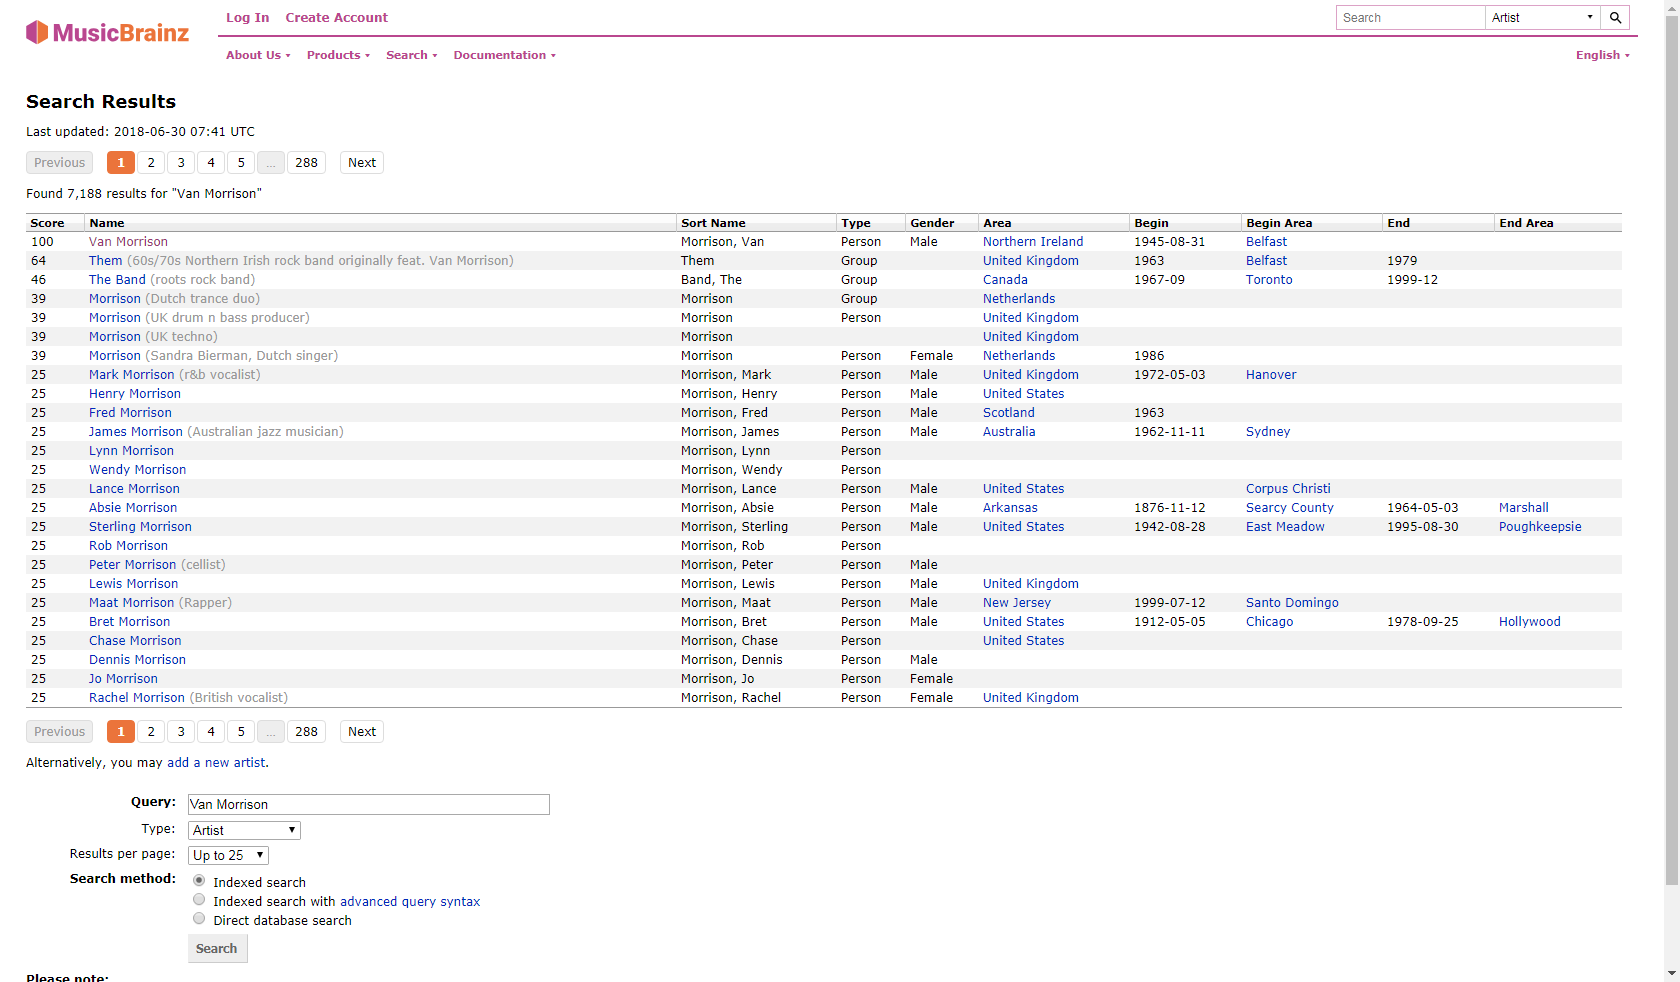 MusicBrainz
Log In Create Account
Search Artist
About Us Products Search Documentation English
Search Results
Last updated: 2018-06-30 07:41 UTC
Previous 1 2 3 4 5 ... 288 Next
Found 7,188 results for "Van Morrison"
Score Name Sort Name Type Gender Area Begin Begin Area End End Area
100 Van Morrison Morrison, Van Person Male Northern Ireland 1945-08-31 Belfast
64 Them (60s/70s Northern Irish rock band originally feat. Van Morrison) Them Group United Kingdom 1963 Belfast 1979
46 The Band (roots rock band) Band, The Group Canada 1967-09 Toronto 1999-12
39 Morrison (Dutch trance duo) Morrison Group Netherlands
39 Morrison (UK drum n bass producer) Morrison Person United Kingdom
39 Morrison (UK techno) Morrison United Kingdom
39 Morrison (Sandra Bierman, Dutch singer) Morrison Person Female Netherlands 1986
25 Mark Morrison (r&b vocalist) Morrison, Mark Person Male United Kingdom 1972-05-03 Hanover
25 Henry Morrison Morrison, Henry Person Male United States
25 Fred Morrison Morrison, Fred Person Male Scotland 1963
25 James Morrison (Australian jazz musician) Morrison, James Person Male Australia 1962-11-11 Sydney
25 Lynn Morrison Morrison, Lynn Person
25 Wendy Morrison Morrison, Wendy Person
25 Lance Morrison Morrison, Lance Person Male United States Corpus Christi
25 Absie Morrison Morrison, Absie Person Male Arkansas 1876-11-12 Searcy County 1964-05-03 Marshall
25 Sterling Morrison Morrison, Sterling Person Male United States 1942-08-28 East Meadow 1995-08-30 Poughkeepsie
25 Rob Morrison Morrison, Rob Person
25 Peter Morrison (cellist) Morrison, Peter Person Male
25 Lewis Morrison Morrison, Lewis Person Male United Kingdom
25 Maat Morrison (Rapper) Morrison, Maat Person Male New Jersey 1999-07-12 Santo Domingo
25 Bret Morrison Morrison, Bret Person Male United States 1912-05-05 Chicago 1978-09-25 Hollywood
25 Chase Morrison Morrison, Chase Person United States
25 Dennis Morrison Morrison, Dennis Person Male
25 Jo Morrison Morrison, Jo Person Female
25 Rachel Morrison (British vocalist) Morrison, Rachel Person Female United Kingdom
Previous 1 2 3 4 5 ... 288 Next
Alternatively, you may add a new artist.
Query: Van Morrison
Type: Artist
Results per page: Up to 25
Search method: Indexed search
Indexed search with advanced query syntax
Direct database search
Search
Please note: